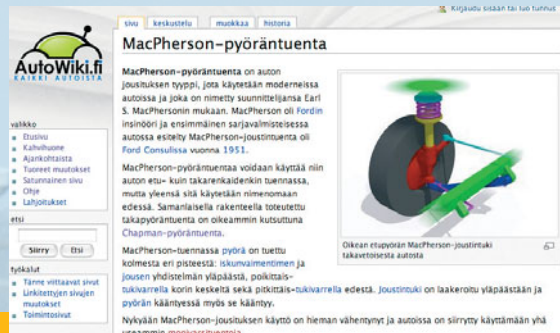 Kirjaudu sisään tai luo tunnus
sivu keskustelu muokkaa historia
AutoWiki.fi
KAIKKI AUTOISTA
MacPherson-pyöräntuenta
MacPherson-pyöräntuenta on auton
jousituksen tyyppi, jota käytetään moderneissa
autoissa ja joka on nimetty suunnittelijansa Earl
S. MacPhersonin mukaan. MacPherson oli Fordin
insinööri ja ensimmäinen sarjavalmisteisessa
autossa esitelty MacPherson-joustintuenta oli
Ford Consulissa vuonna 1951.
MacPherson-pyöräntuentaa voidaan käyttää niin
auton etu- kuin takarenkaidenkin tuennassa,
mutta yleensä sitä käytetään nimenomaan
edessä. Samanlaisella rakenteella toteutettu
takapyöräntuenta on oikeammin kutsuttuna
Chapman-pyöräntuenta.
Oikean etupyörän MacPherson-joustintuki
takavetoisesta autosta
MacPherson-tuennassa pyörä on tuettu
kolmesta eri pisteestä: iskunvaimentimen ja
jousen yhdistelmän yläpäästä, poikittais-
tukivarrella korin keskeltä sekä pitkittäis-tukivarrella edestä. Joustintuki on laakeroitu yläpäästään ja
pyörän kääntyessä myös se kääntyy.
Nykyään MacPherson-jousituksen käyttö on hieman vähentynyt ja autoissa on siirrytty käyttämään yhä
useammin monivarsituentoja
valikko
Etusivu
Kahvihuone
Ajankohtaista
Tuoreet muutokset
Satunnainen sivu
Ohje
Lahjoitukset
etsi
Siirry Etsi
työkalut
Tänne viittaavat sivut
Linkitettyjen sivujen
muutokset
Toimintosivut